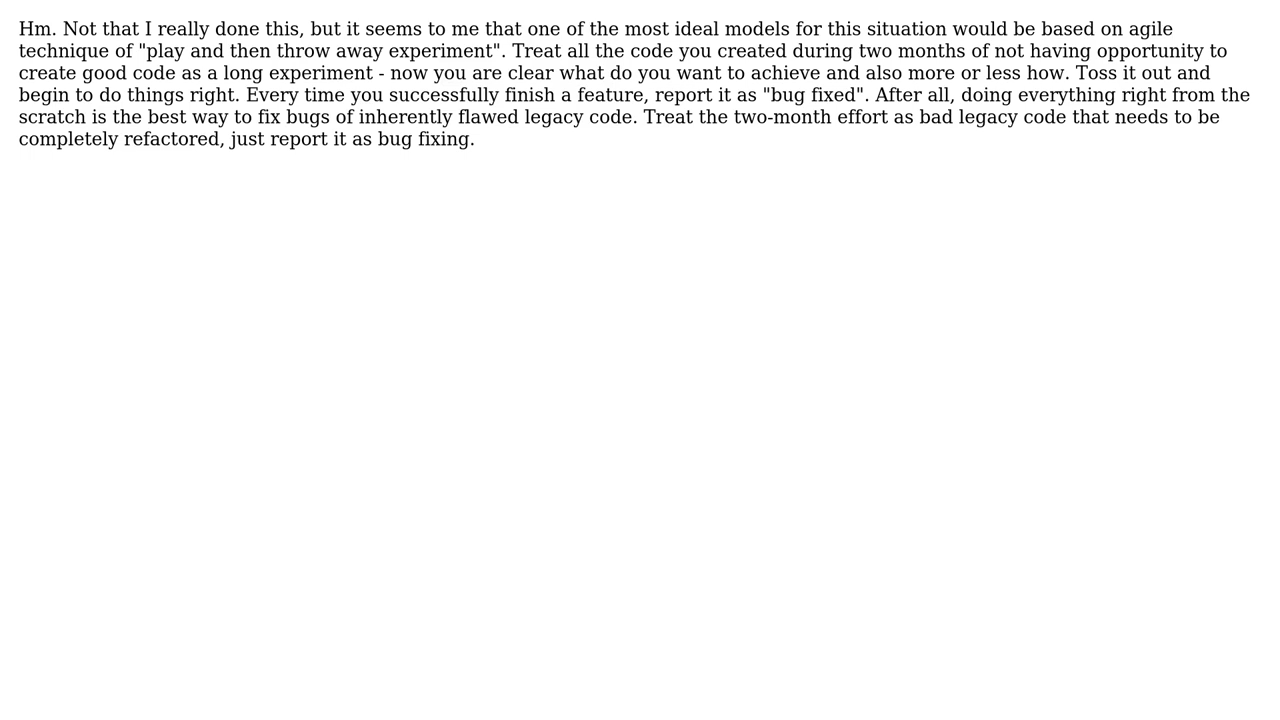 Hm. Not that I really done this, but it seems to me that one of the most ideal models for this situation would be based on agile
technique of "play and then throw away experiment". Treat all the code you created during two months of not having opportunity to
create good code as a long experiment - now you are clear what do you want to achieve and also more or less how. Toss it out and
begin to do things right. Every time you successfully finish a feature, report it as "bug fixed". After all, doing everything right from the
scratch is the best way to fix bugs of inherently flawed legacy code. Treat the two-month effort as bad legacy code that needs to be
completely refactored, just report it as bug fixing.